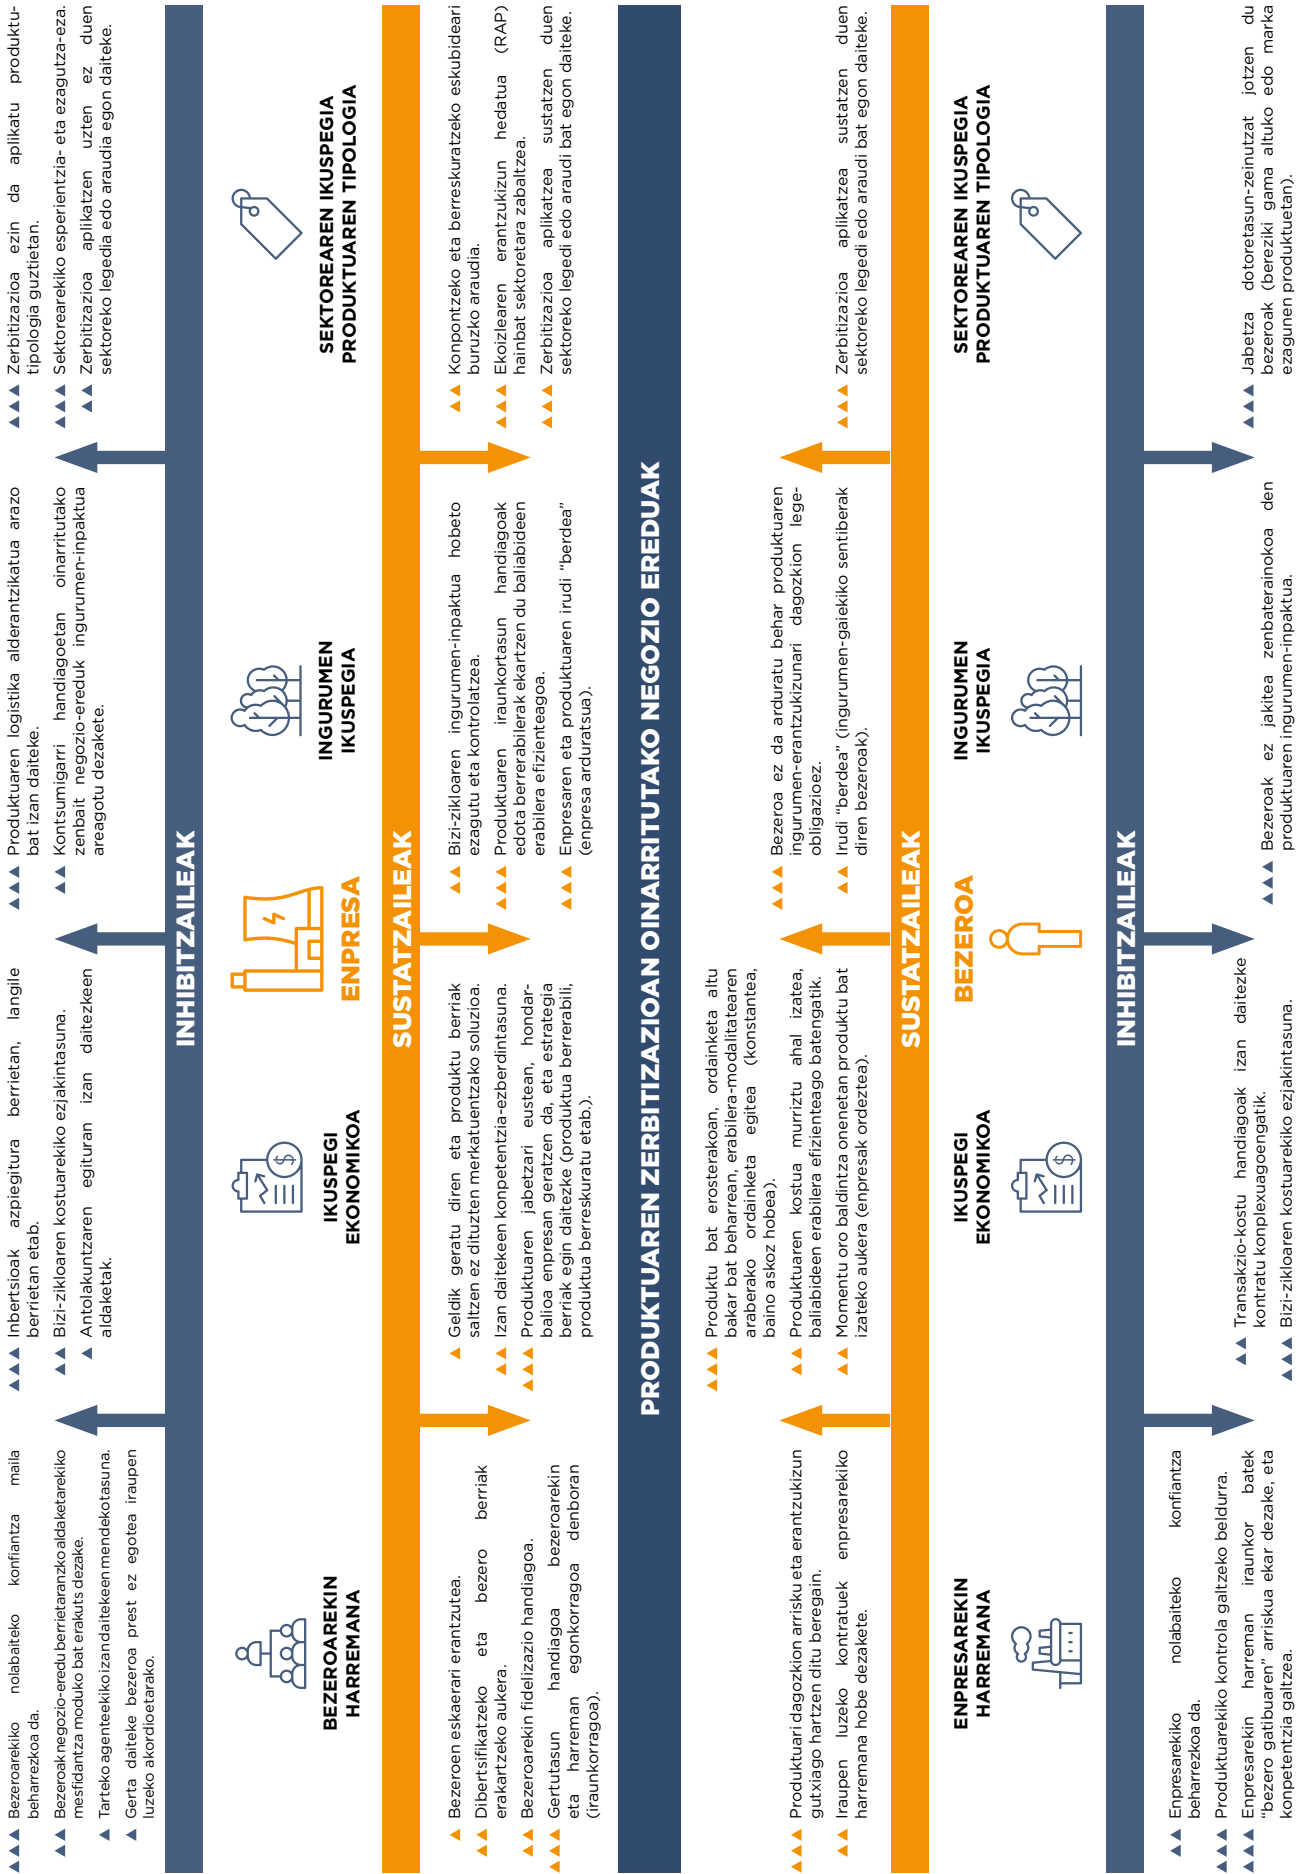 Bezeroarekiko nolabaiteko konfiantza maila
beharrezkoa da.
Bezeroak negozio-eredu berrietaranzko aldaketarekiko
mesfidantza moduko bat erakuts dezake.
Tarteko agenteekiko izan daitekeen mendekotasuna.
Gerta daiteke bezeroa prest ez egotea iraupen
luzeko akordioetarako.
Inbertsioak azpiegitura berrietan, langile
berrietan etab.
Bizi-zikloaren kostuarekiko ezjakintasuna.
Antolakuntzaren egituran izan daitezkeen
aldaketak.
Produktuaren logistika alderantzikatua arazo
bat izan daiteke.
Kontsumigarri handiagoetan oinarritutako
zenbait negozio-ereduk ingurumen-inpaktua
areagotu dezakete.
Zerbitizazioa ezin da aplikatu produktu-
tipologia guztietan.
Sektorearekiko esperientzia- eta ezagutza-eza.
Zerbitizazioa aplikatzen uzten ez duen
sektoreko legedia edo araudia egon daiteke.
INHIBITZAILEAK
BEZEROAREKIN
HARREMANA
IKUSPEGI
EKONOMIKOA
ENPRESA
INGURUMEN
IKUSPEGIA
SEKTOREAREN IKUSPEGIA
PRODUKTUAREN TIPOLOGIA
SUSTATZAILEAK
Bezeroen eskaerari erantzutea.
Dibertsifikatzeko eta bezero berriak
erakartzeko aukera.
Bezeroarekin fidelizazio handiagoa.
Gertutasun handiagoa bezeroarekin
eta harreman egonkorragoa denboran
(iraunkorragoa).
Geldik geratu diren eta produktu berriak
saltzen ez dituzten merkatuentzako soluzioa.
Izan daitekeen konpetentzia-ezberdintasuna.
Produktuaren jabetzari eustean, hondar-
balioa enpresan geratzen da, eta estrategia
berriak egin daitezke (produktua berrerabili,
produktua berreskuratu etab.).
Bizi-zikloaren ingurumen-inpaktua hobeto
ezagutu eta kontrolatzea.
Produktuaren iraunkortasun handiagoak
edota berrerabilerak ekartzen du baliabideen
erabilera efizienteagoa.
Enpresaren eta produktuaren irudi “berdea”
(enpresa arduratsua).
Konpontzeko eta berreskuratzeko eskubideari
buruzko araudia.
Ekoizlearen erantzukizun hedatua (RAP)
hainbat sektoretara zabaltzea.
Zerbitizazioa aplikatzea sustatzen duen
sektoreko legedi edo araudi bat egon daiteke.
PRODUKTUAREN ZERBITIZAZIOAN OINARRITUTAKO NEGOZIO EREDUAK
Produktuari dagozkion arrisku eta erantzukizun
gutxiago hartzen ditu beregain.
Iraupen luzeko kontratuek enpresarekiko
harremana hobe dezakete.
Produktu bat erosterakoan, ordainketa altu
bakar bat beharrean, erabilera-modalitatearen
araberako ordainketa egitea (konstantea,
baino askoz hobea).
Produktuaren kostua murriztu ahal izatea,
baliabideen erabilera efizienteago batengatik.
Momentu oro baldintza onenetan produktu bat
izateko aukera (enpresak ordeztea).
Bezeroa ez da arduratu behar produktuaren
ingurumen-erantzukizunari dagozkion lege-
obligazioez.
Irudi “berdea” (ingurumen-gaiekiko sentiberak
diren bezeroak).
Zerbitizazioa aplikatzea sustatzen duen
sektoreko legedi edo araudi bat egon daiteke.
SUSTATZAILEAK
ENPRESAREKIN
HARREMANA
IKUSPEGI
EKONOMIKOA
BEZEROA
INGURUMEN
IKUSPEGIA
SEKTOREAREN IKUSPEGIA
PRODUKTUAREN TIPOLOGIA
INHIBITZAILEAK
Enpresarekiko nolabaiteko konfiantza
beharrezkoa da.
Produktuarekiko kontrola galtzeko beldurra.
Enpresarekin harreman iraunkor batek
“bezero gatibuaren” arriskua ekar dezake, eta
konpetentzia galtzea.
Transakzio-kostu handiagoak izan daitezke
kontratu konplexuagoengatik.
Bizi-zikloaren kostuarekiko ezjakintasuna.
Bezeroak ez jakitea zenbaterainokoa den
produktuaren ingurumen-inpaktua.
Jabetza dotoretasun-zeinutzat jotzen du
bezeroak (bereziki gama altuko edo marka
ezagunen produktuetan).